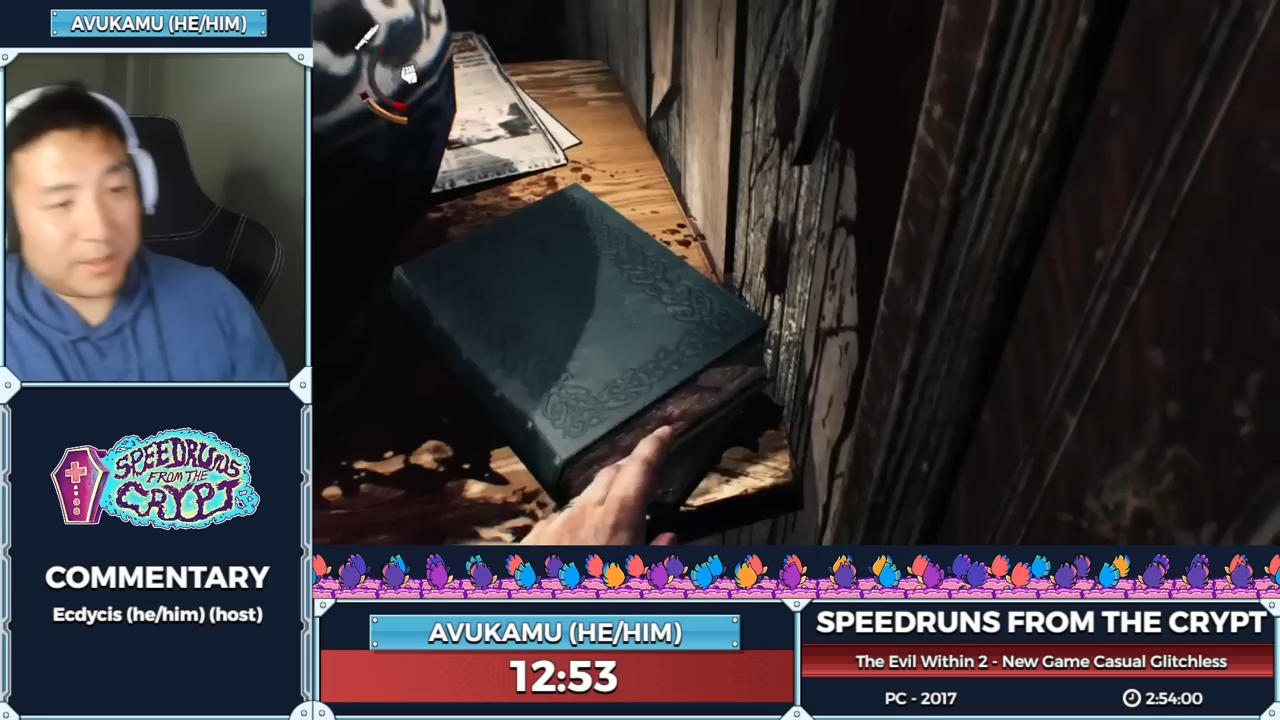 AVUKAMU (HE/HIM)
SPEEDRUNS
FROM THE
CRYPT
COMMENTARY
Ecdycis (he/him) (host)
AVUKAMU (HE/HIM)
12:53
SPEEDRUNS FROM THE CRYPT
The Evil Within 2 - New Game Casual Glitchless
PC - 2017
2:54:00